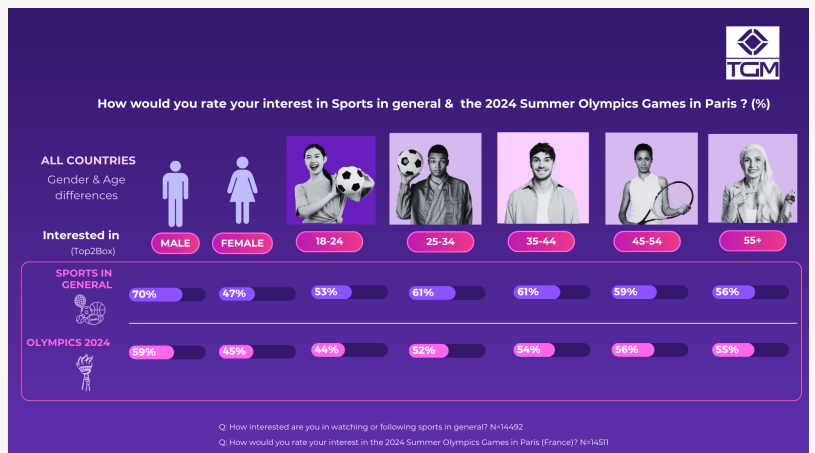 TGM
How would you rate your interest in Sports in general & the 2024 Summer Olympics Games in Paris ? (%)
ALL COUNTRIES
Gender & Age
differences
Interested in
(Top2Box)
MALE
FEMALE
18-24
25-34
35-44
45-54
55+
SPORTS IN
GENERAL
70%
47%
53%
61%
61%
59%
56%
OLYMPICS 2024
59%
45%
44%
52%
54%
56%
55%
Q: How interested are you in watching or following sports in general? N=14492
Q: How would you rate your interest in the 2024 Summer Olympics Games in Paris (France)? N=14511